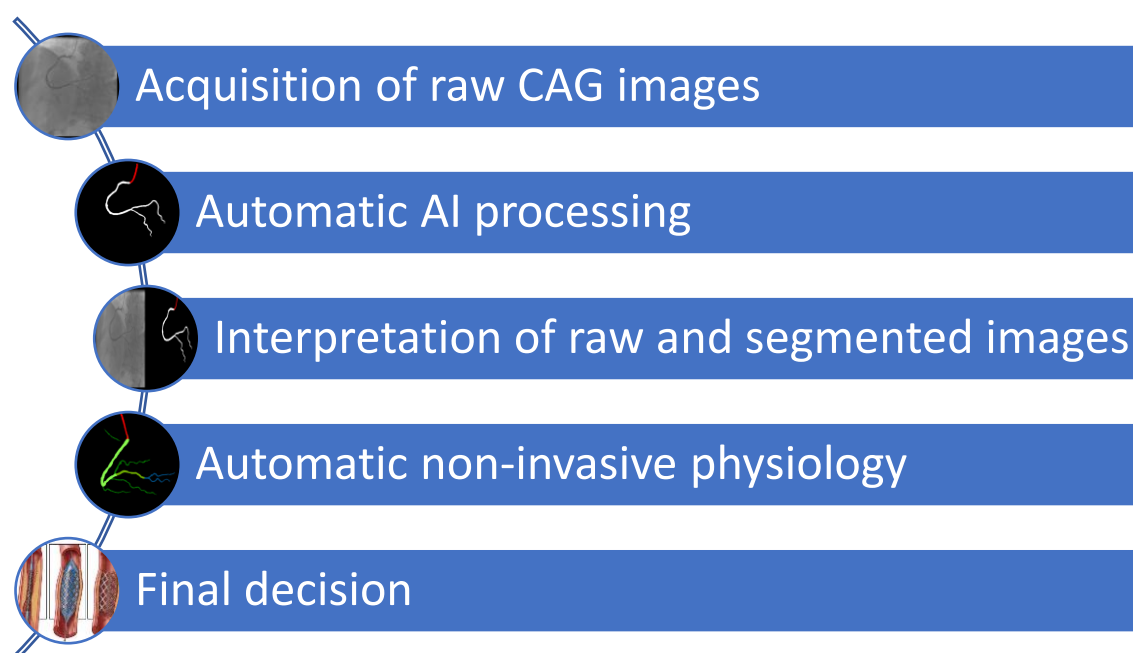 Acquisition of raw CAG images
Automatic AI processing
Interpretation of raw and segmented images
Automatic non-invasive physiology
Final decision